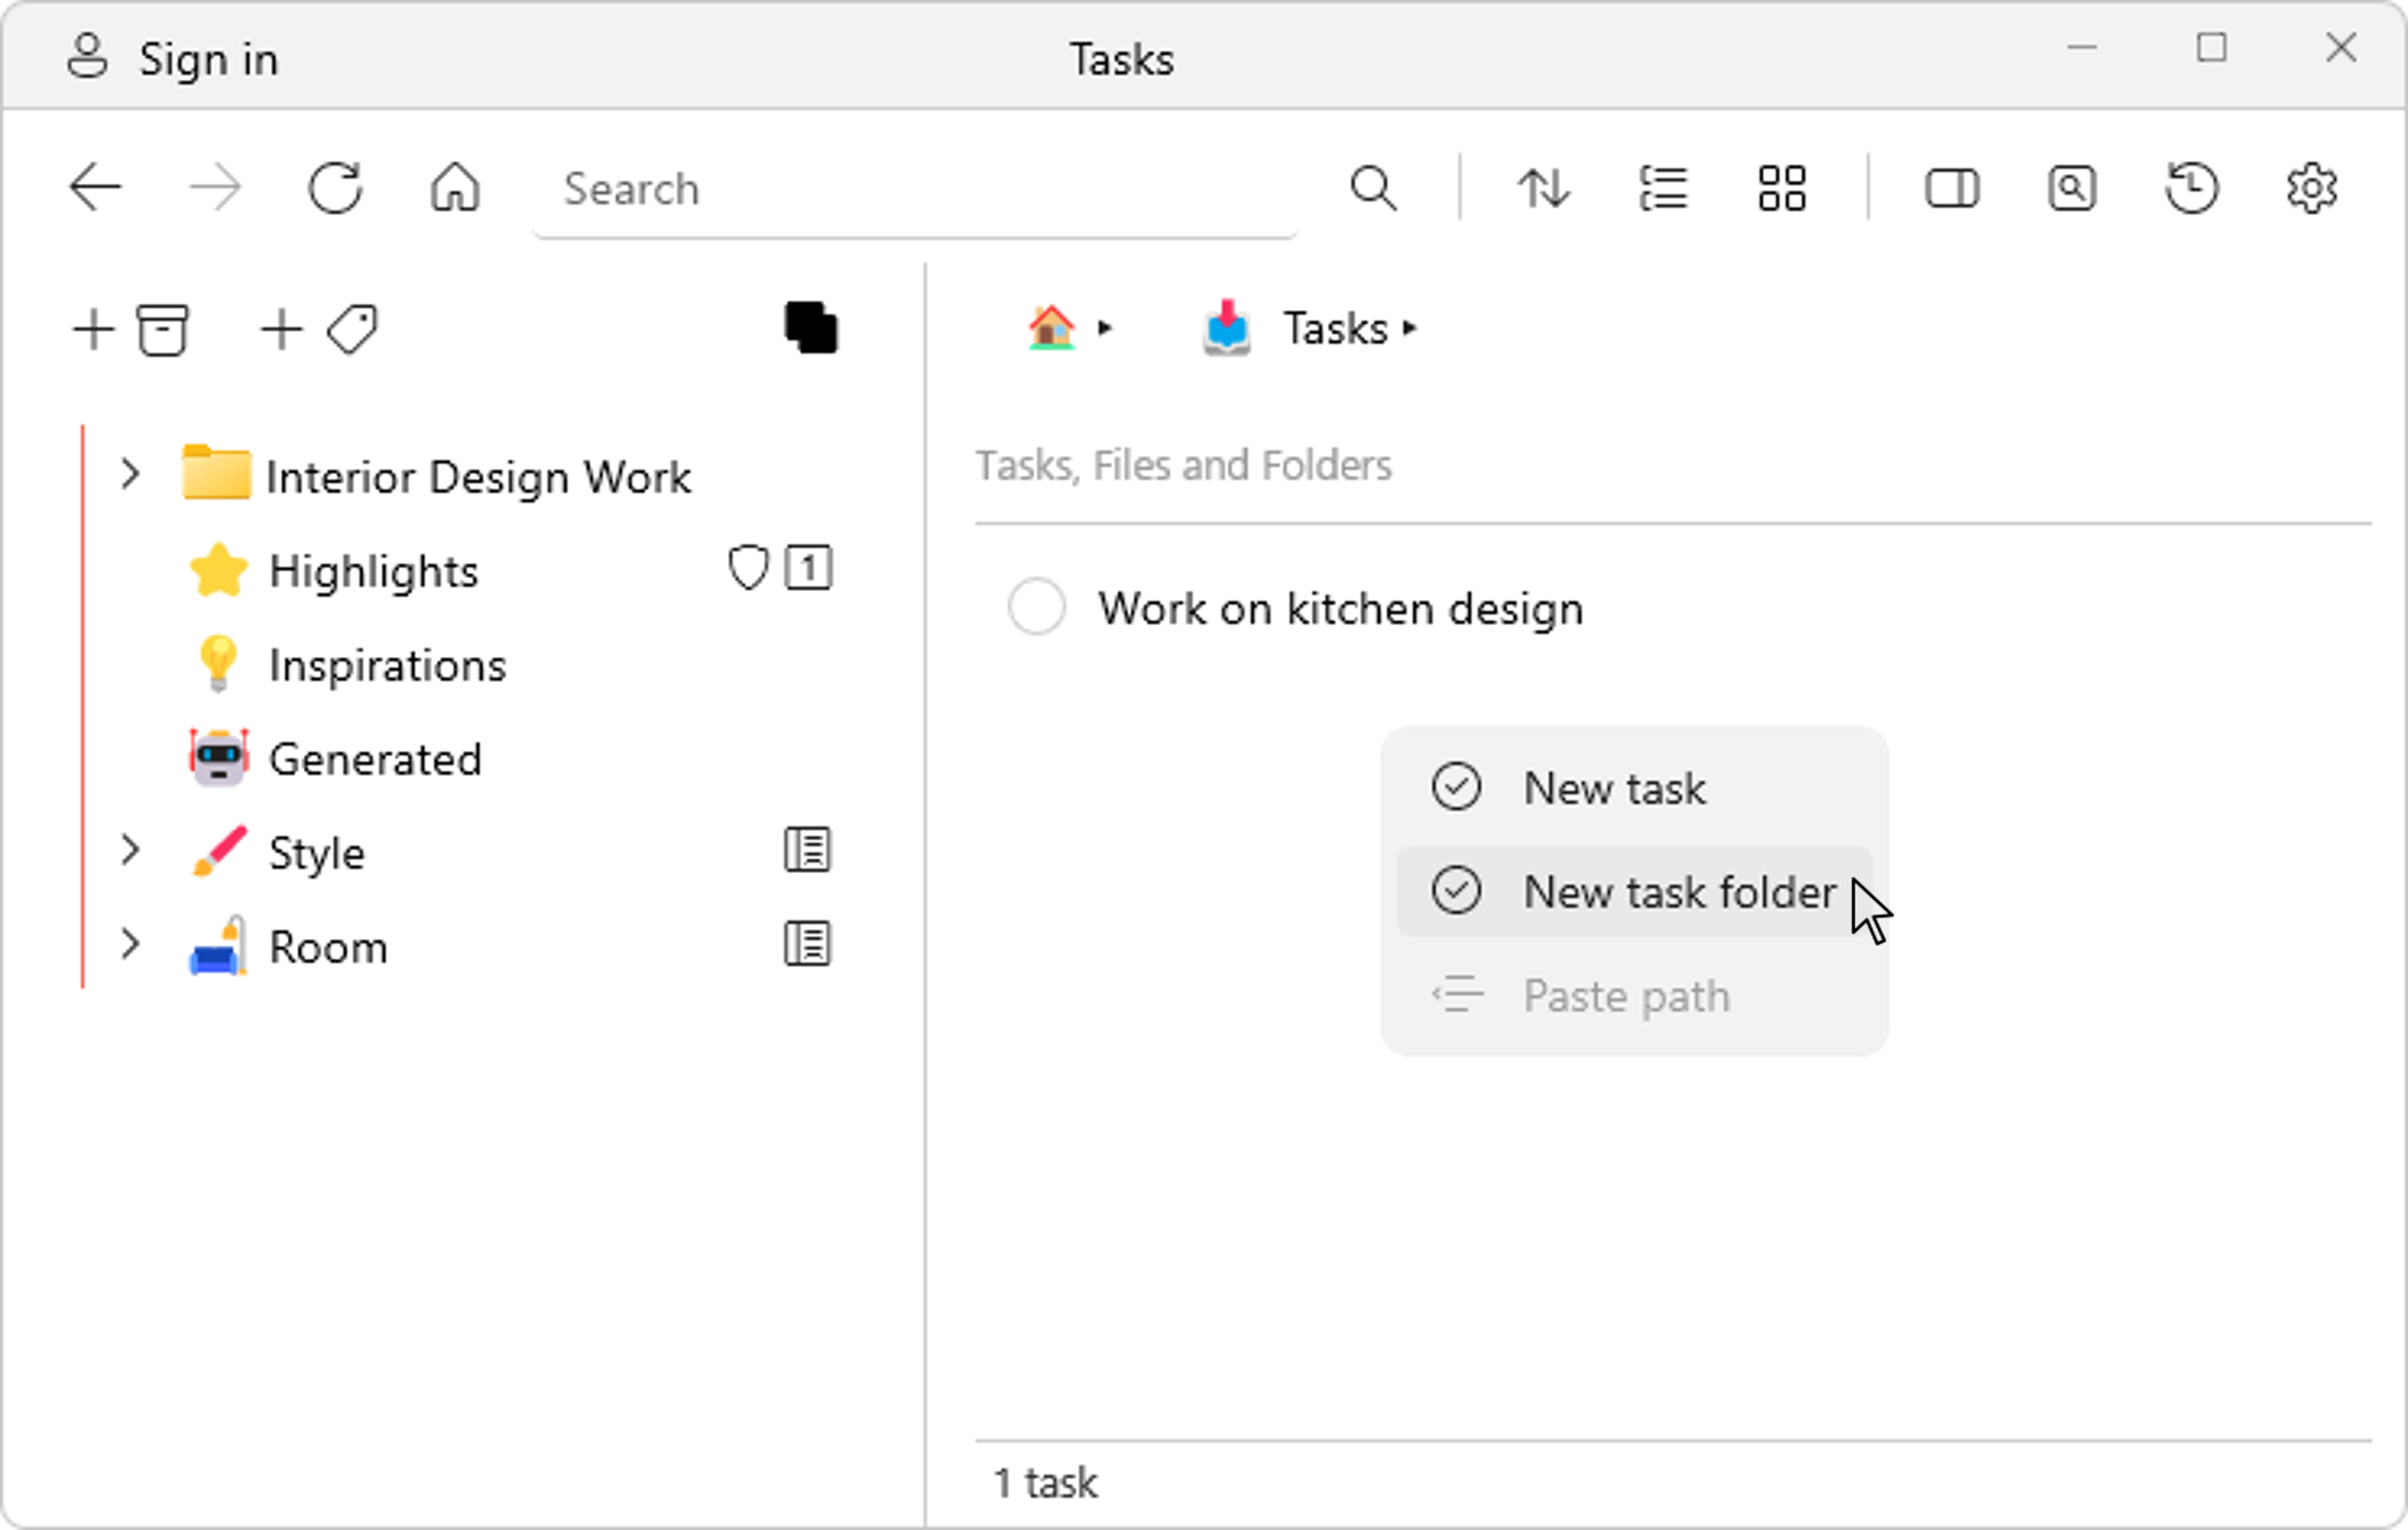 Sign in
Tasks
Search
Tasks
Interior Design Work
Highlights
1
Inspirations
Generated
Style
Room
Tasks, Files and Folders
Work on kitchen design
New task
New task folder
Paste path
1 task